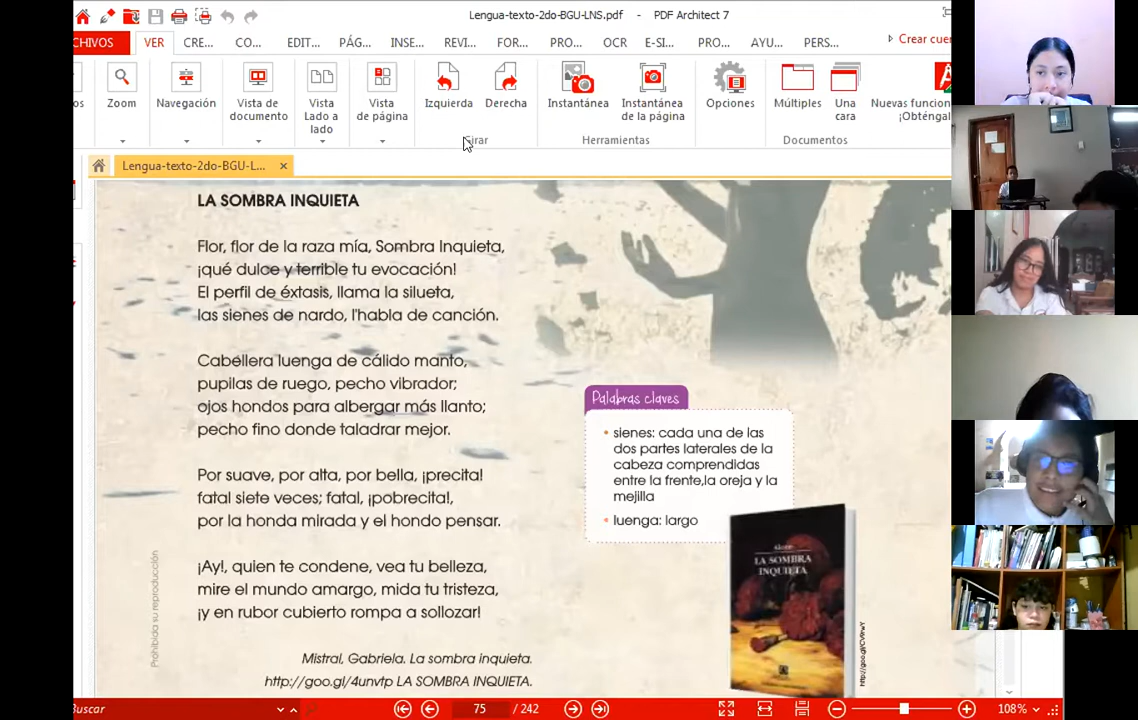 Lengua-texto-2do-BGU-LNS.pdf - PDF Architect 7
CHIVOS VER CRE... CO... EDIT... PÁG... INSE... REVI... FOR... PRO... OCR E-SI... PRO... AYU... PERS... Crear cuen
os Zoom Navegación Vista de documento Vista Lado a lado Vista de página Izquierda Derecha Instantánea Instantánea de la página Opciones Múltiples Una cara Nuevas funcion ¡Obténgal
Herramientas Documentos
Lengua-texto-2do-BGU-L...
LA SOMBRA INQUIETA
Flor, flor de la raza mía, Sombra Inquieta,
¡qué dulce y terrible tu evocación!
El perfil de éxtasis, llama la silueta,
las sienes de nardo, l'habla de canción.
Cabellera luenga de cálido manto,
pupilas de ruego, pecho vibrador;
ojos hondos para albergar más llanto;
pecho fino donde taladrar mejor.
Por suave, por alta, por bella, ¡precita!
fatal siete veces; fatal, ¡pobrecita!,
por la honda mirada y el hondo pensar.
¡Ay!, quien te condene, vea tu belleza,
mire el mundo amargo, mida tu tristeza,
¡y en rubor cubierto rompa a sollozar!
Mistral, Gabriela. La sombra inquieta.
http://goo.gl/4unvtp LA SOMBRA INQUIETA.
Prohibida su reproducción
Palabras claves
• sienes: cada una de las
dos partes laterales de la
cabeza comprendidas
entre la frente,la oreja y la
mejilla
• luenga: largo
LA SOMBRA
INQUIETA
Buscar 75 / 242 108%